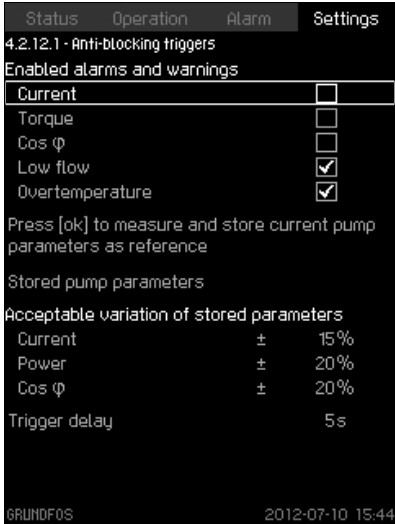 Status Operation Alarm Settings
4.2.12.1 - Anti-blocking triggers
Enabled alarms and warnings
Current
Torque
Cos φ
Low flow
Overtemperature
Press [ok] to measure and store current pump
parameters as reference
Stored pump parameters
Acceptable variation of stored parameters
Current ± 15%
Power ± 20%
Cos φ ± 20%
Trigger delay 5s
GRUNDFOS 2012-07-10 15:44